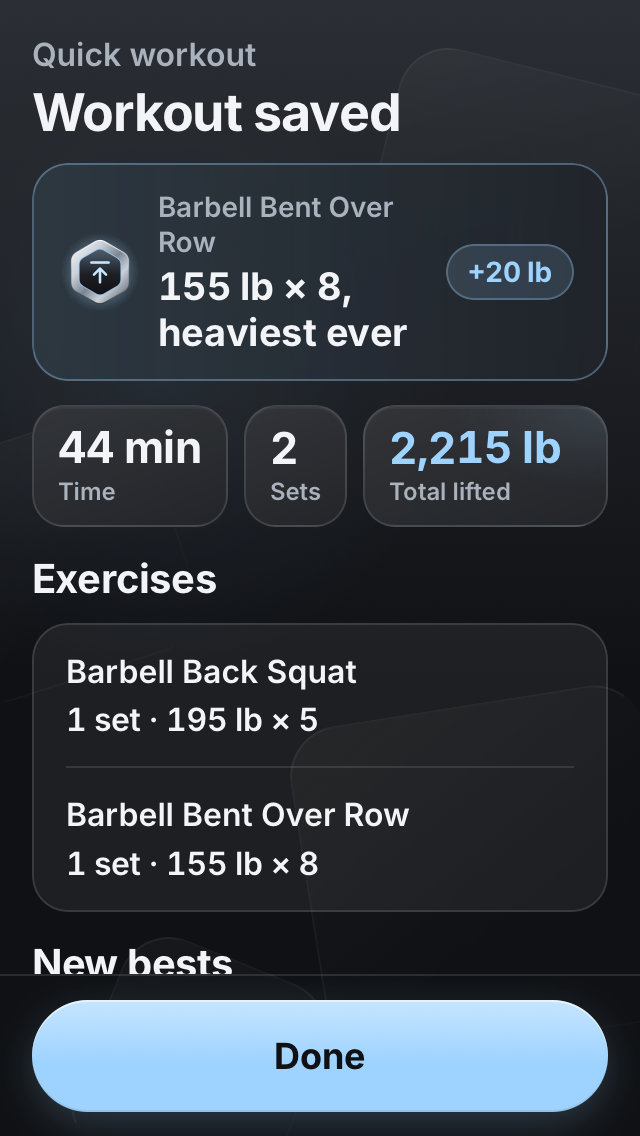 Quick workout
Workout saved
Barbell Bent Over
Row
155 lb × 8,
heaviest ever
+20 lb
44 min
Time
2
Sets
2,215 lb
Total lifted
Exercises
Barbell Back Squat
1 set · 195 lb × 5
Barbell Bent Over Row
1 set · 155 lb × 8
New bests
Done